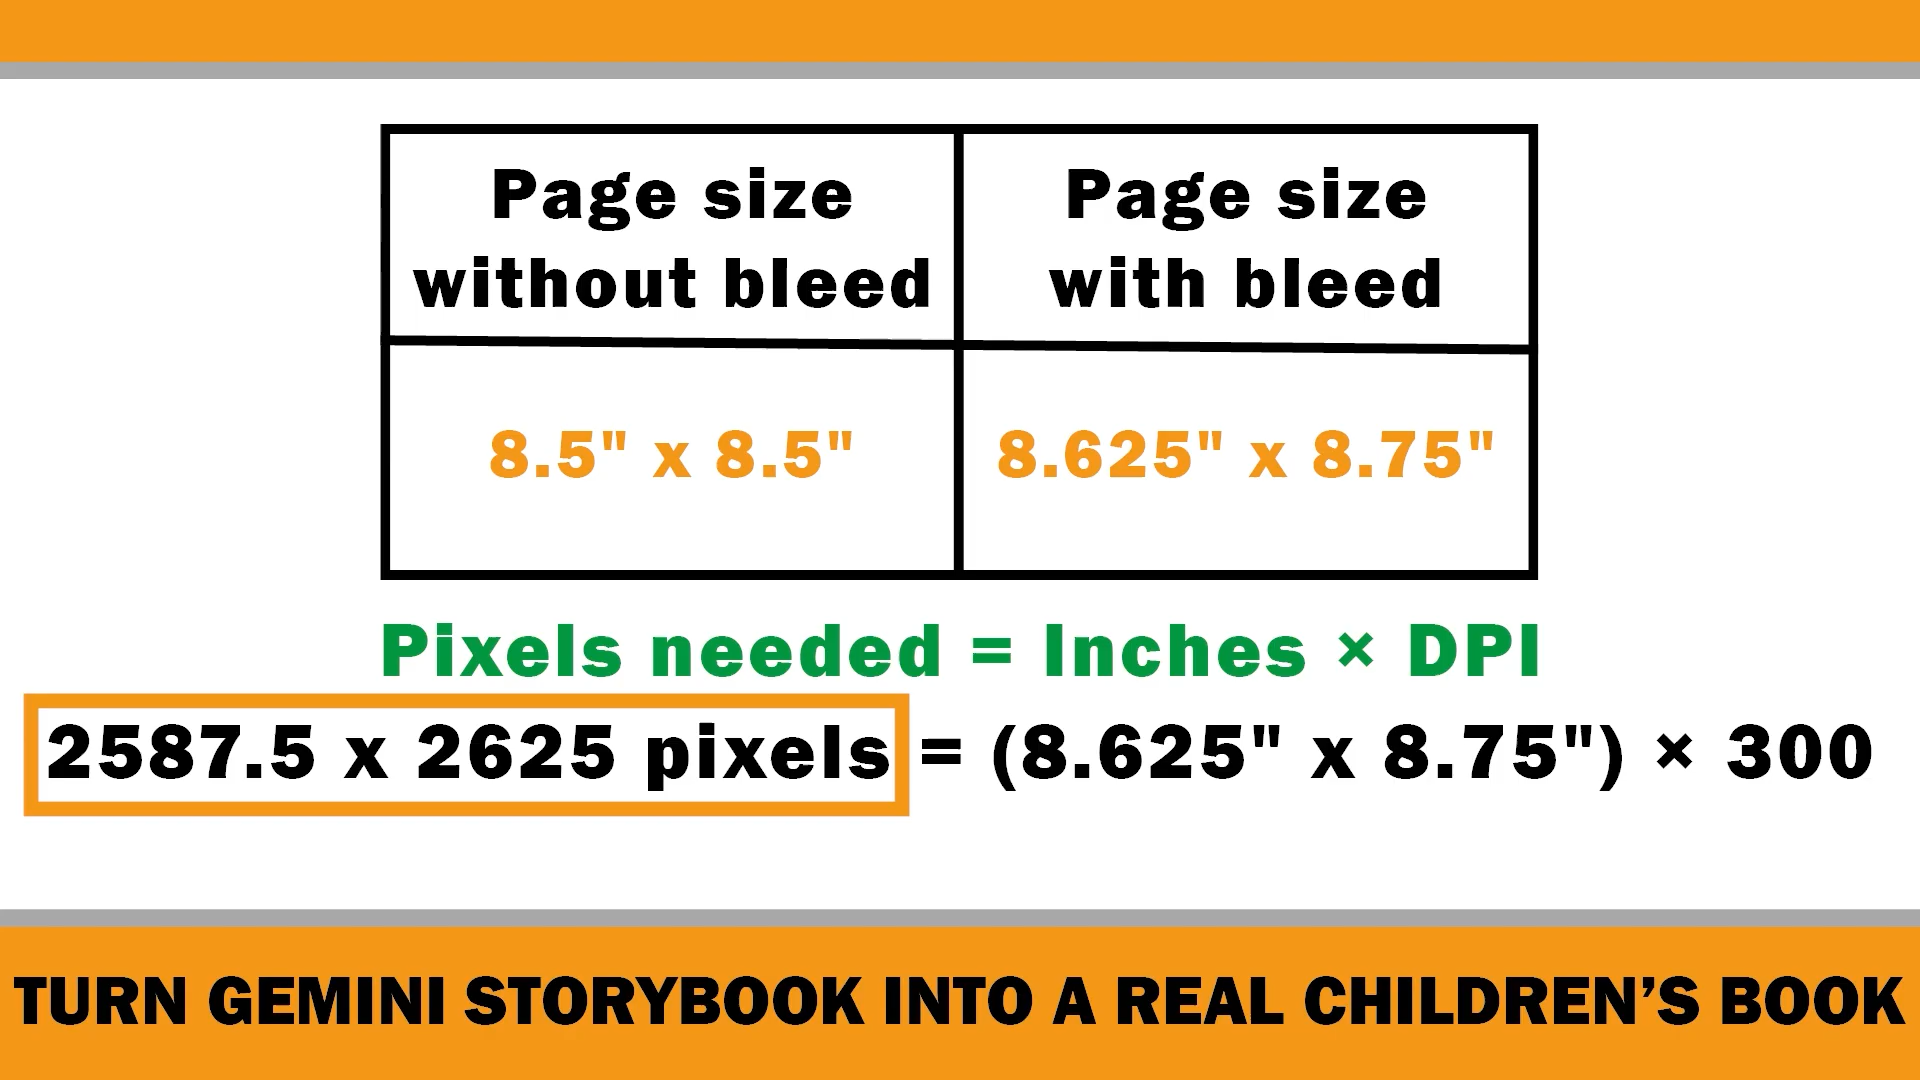 Page size
without bleed
Page size
with bleed
8.5" x 8.5"
8.625" x 8.75"
Pixels needed = Inches × DPI
2587.5 x 2625 pixels = (8.625" x 8.75") × 300
TURN GEMINI STORYBOOK INTO A REAL CHILDREN’S BOOK